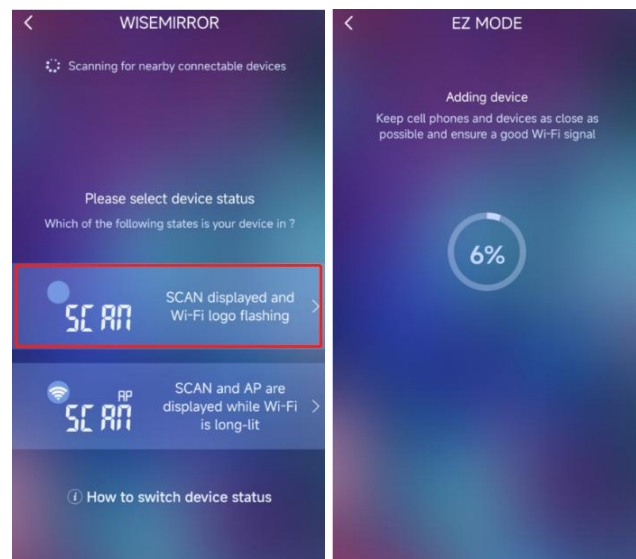 WISEMIRROR
Scanning for nearby connectable devices
Please select device status
Which of the following states is your device in ?
SCAN
SCAN displayed and
Wi-Fi logo flashing
AP
SCAN
SCAN and AP are
displayed while Wi-Fi
is long-lit
How to switch device status
EZ MODE
Adding device
Keep cell phones and devices as close as
possible and ensure a good Wi-Fi signal
6%